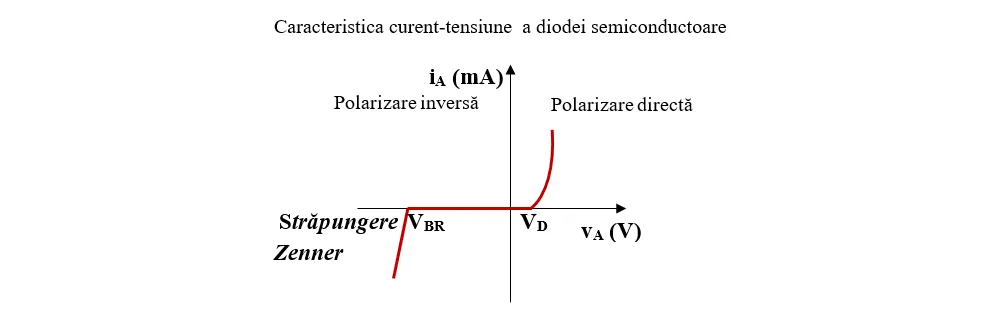 Caracteristica curent-tensiune a diodei semiconductoare
iA (mA)
Polarizare inversă
Polarizare directă
Străpungere
Zenner
VBR
VD
vA (V)